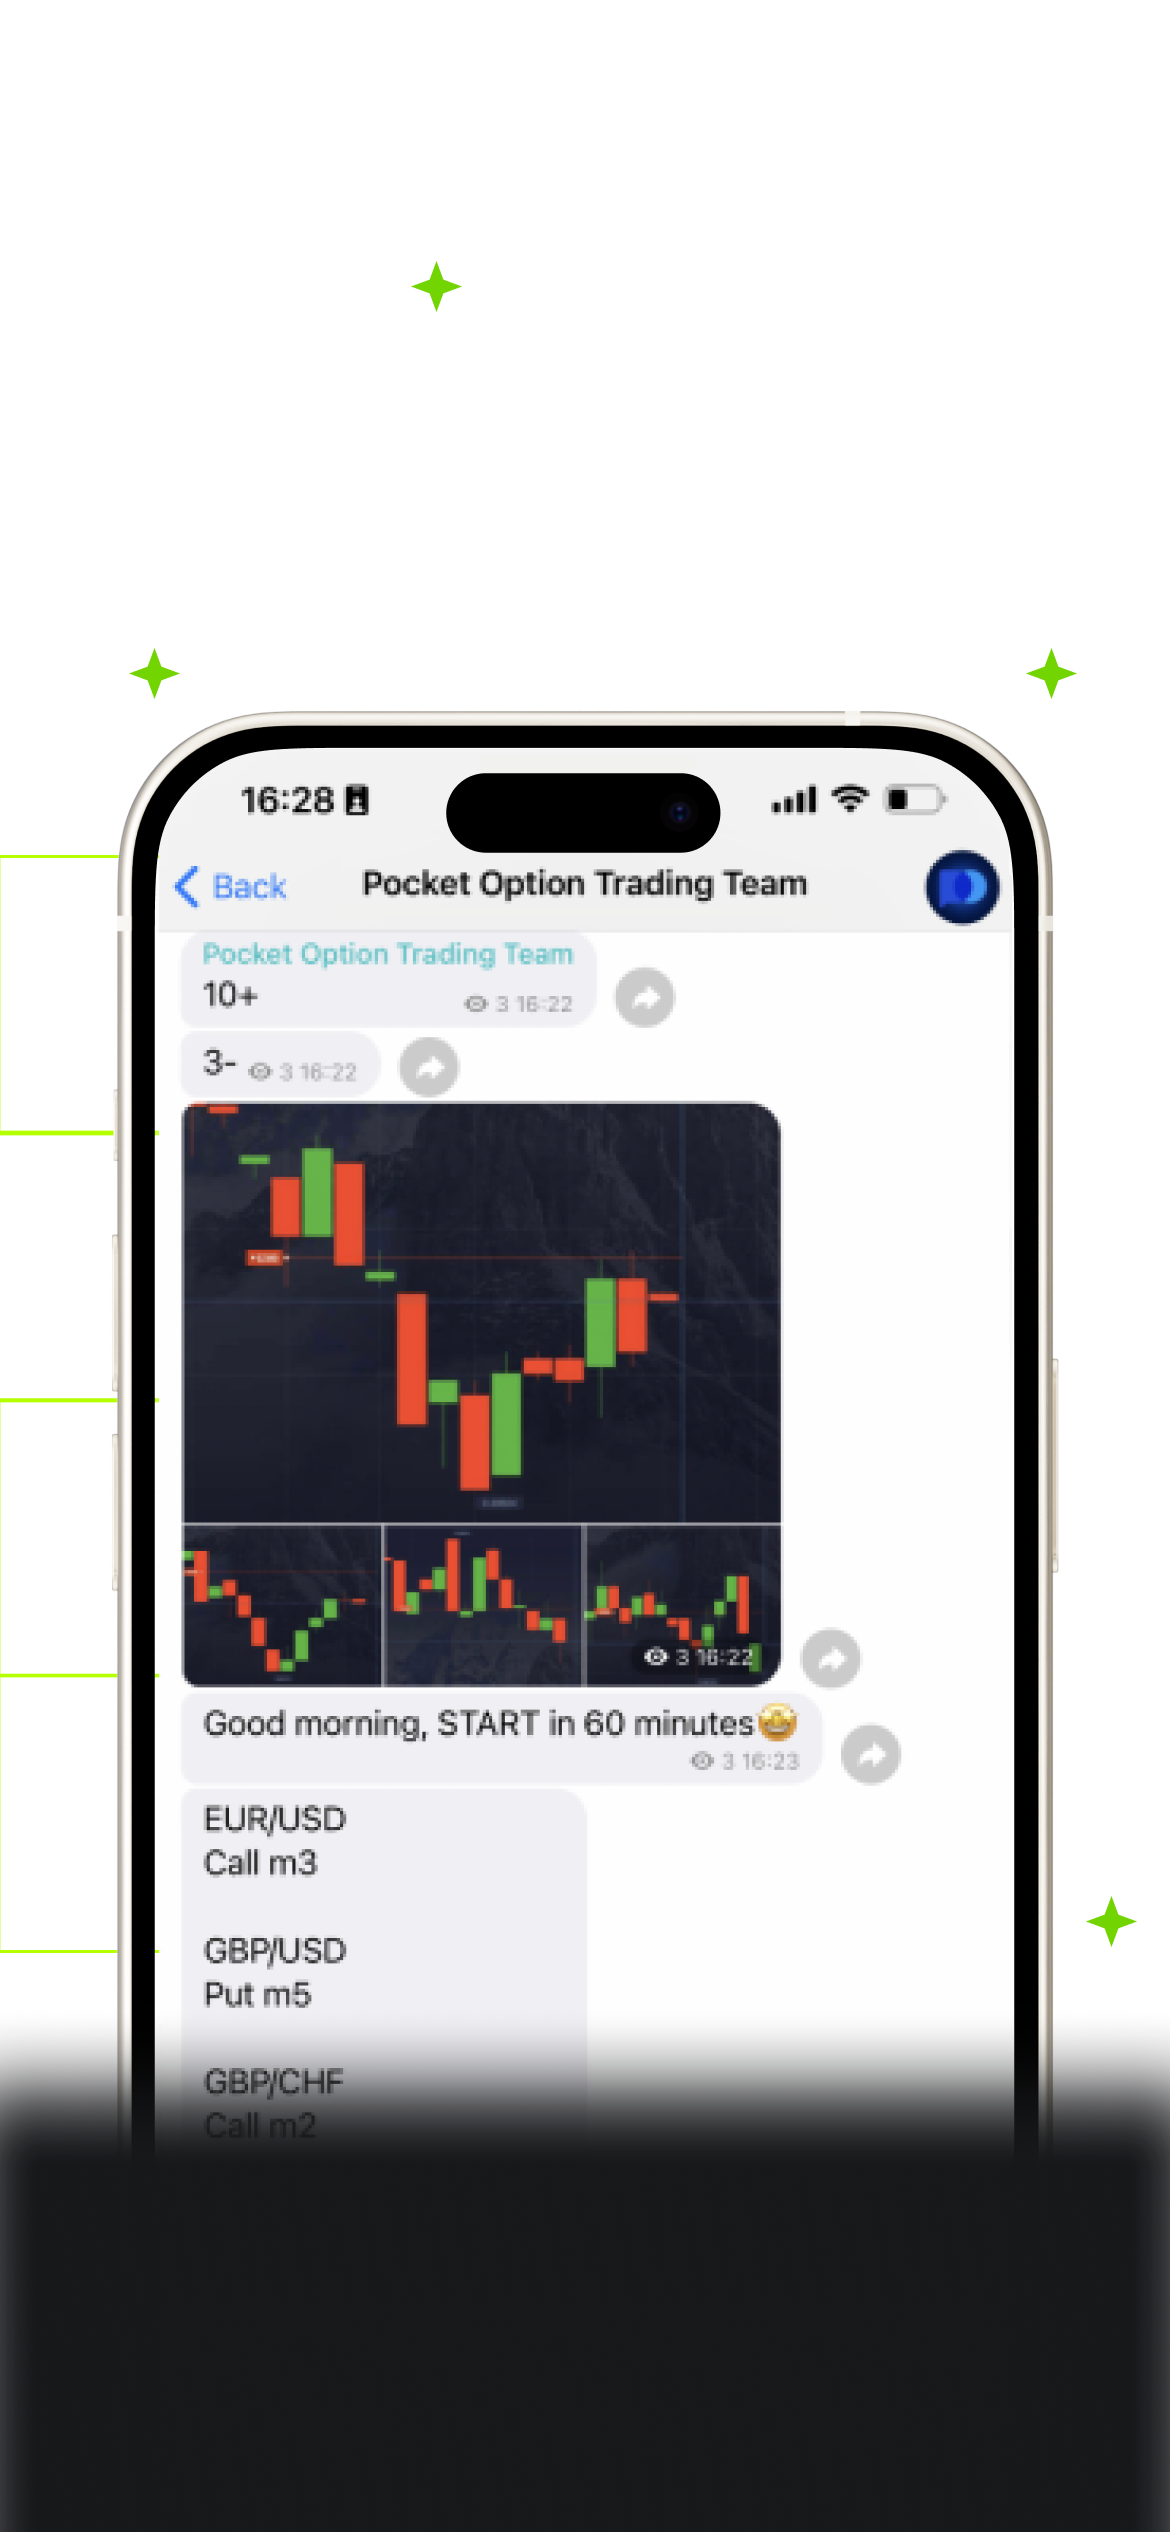 16:28
Back
Pocket Option Trading Team
Pocket Option Trading Team
10+
3 16:22
3-
3 16:22
3 16:22
Good morning, START in 60 minutes🤩
3 16:23
EUR/USD
Call m3
GBP/USD
Put m5
GBP/CHF
Call m2